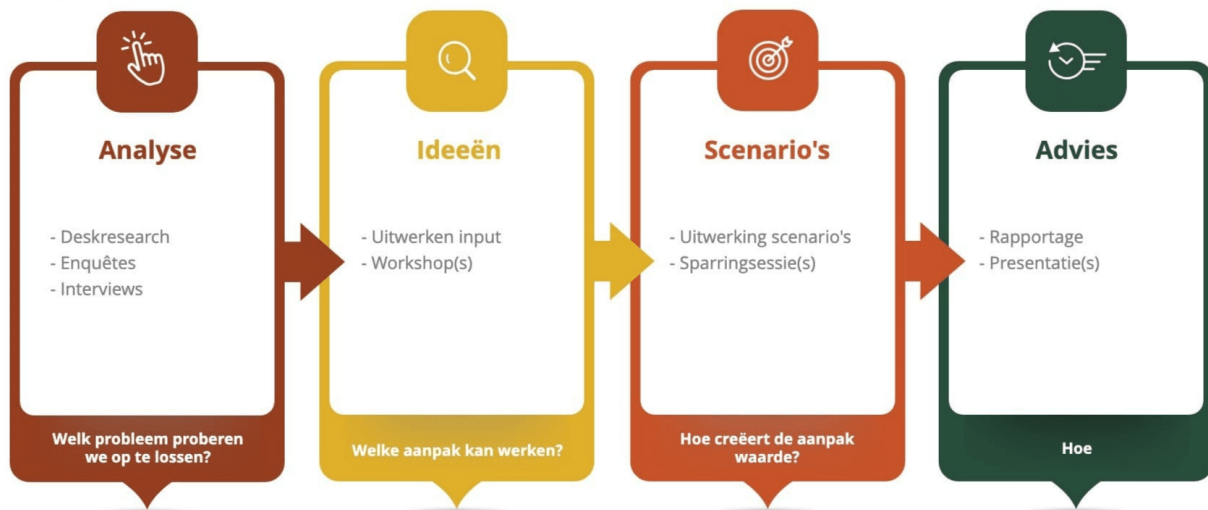 Analyse
- Deskresearch
- Enquêtes
- Interviews
Welk probleem proberen
we op te lossen?
Ideeën
- Uitwerken input
- Workshop(s)
Welke aanpak kan werken?
Scenario's
- Uitwerking scenario's
- Sparringsessie(s)
Hoe creëert de aanpak
waarde?
Advies
- Rapportage
- Presentatie(s)
Hoe